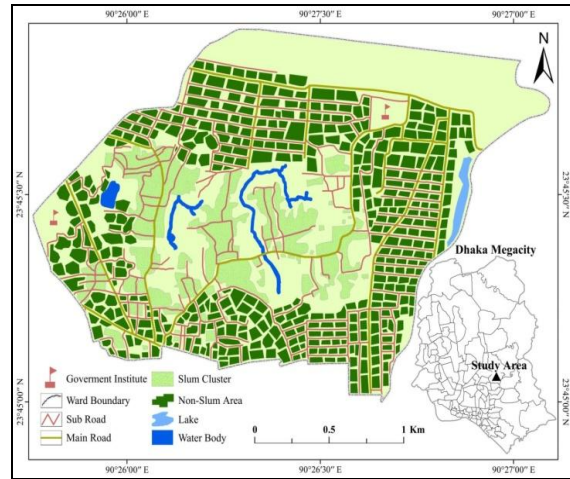 90°26'00" E 90°27'30" E 90°27'00" E
N
23°45'30" N 23°45'30" N
Dhaka Megacity
Study Area
Goverment Institute Slum Cluster
Ward Boundary Non-Slum Area
Sub Road Lake
Main Road Water Body
0 0.5 1 Km
23°45'00" N 23°45'00" N
90°26'00" E 90°26'30" E 90°27'00" E